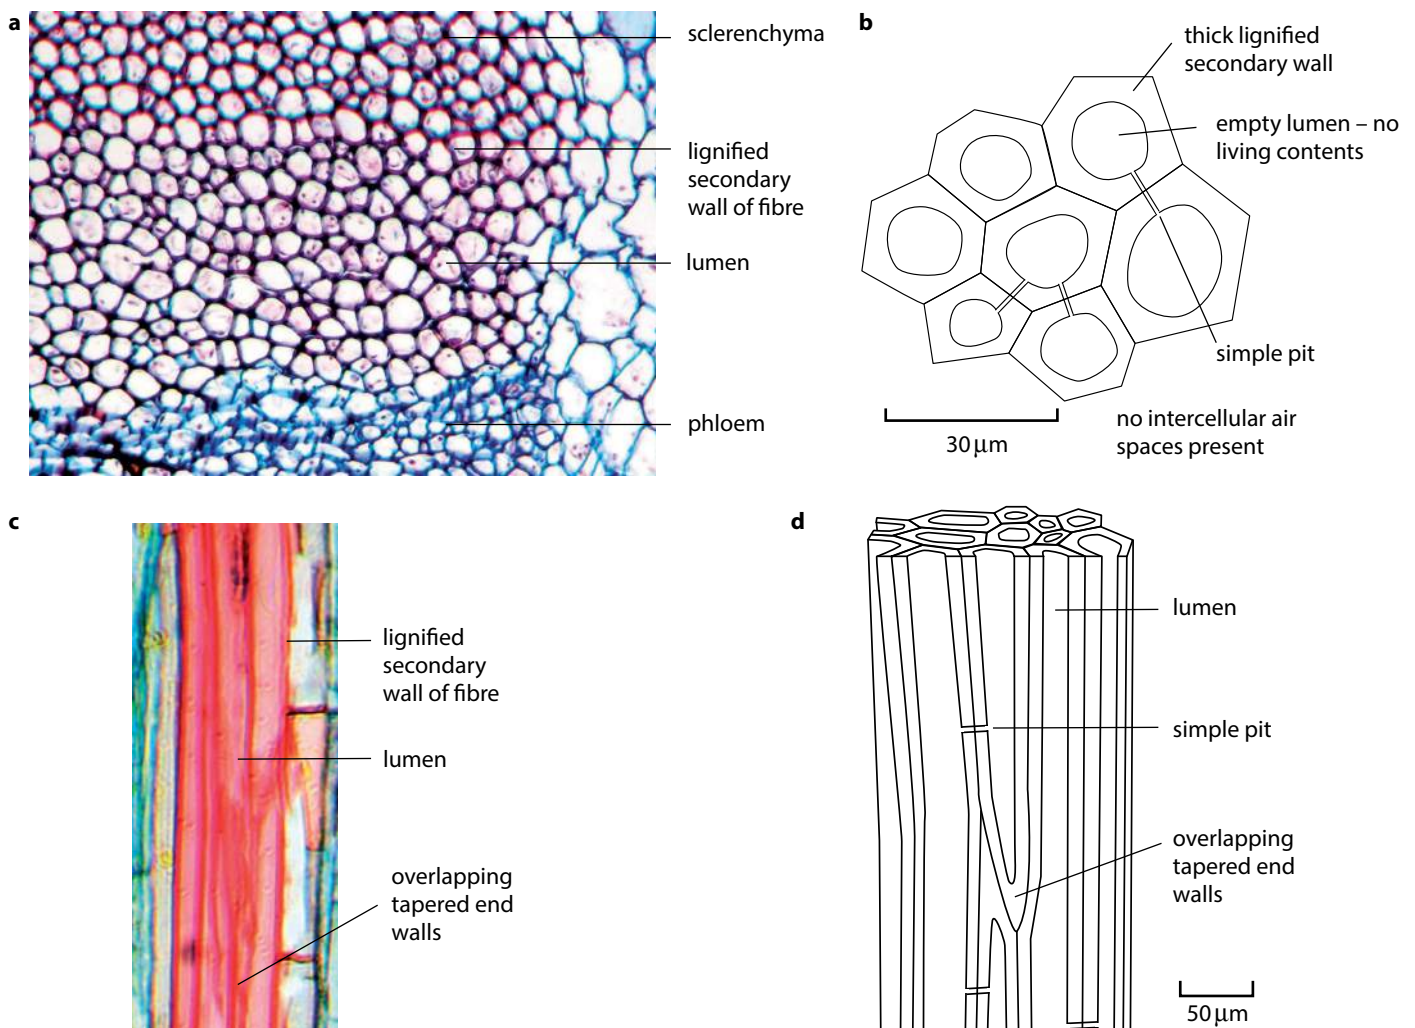 a
sclerenchyma
lignified
secondary
wall of fibre
lumen
phloem
b
thick lignified
secondary wall
empty lumen – no
living contents
simple pit
30 µm
no intercellular air
spaces present
c
lignified
secondary
wall of fibre
lumen
overlapping
tapered end
walls
d
lumen
simple pit
overlapping
tapered end
walls
50 µm